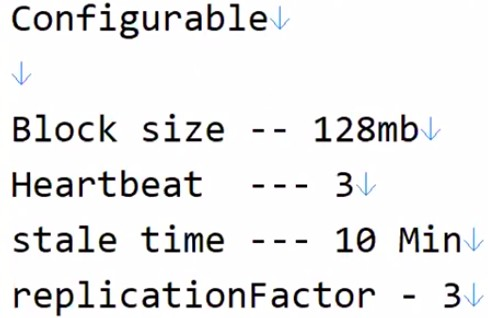 Configurable↓
↓
Block size -- 128mb↓
Heartbeat  --- 3↓
stale time --- 10 Min↓
replicationFactor - 3↓